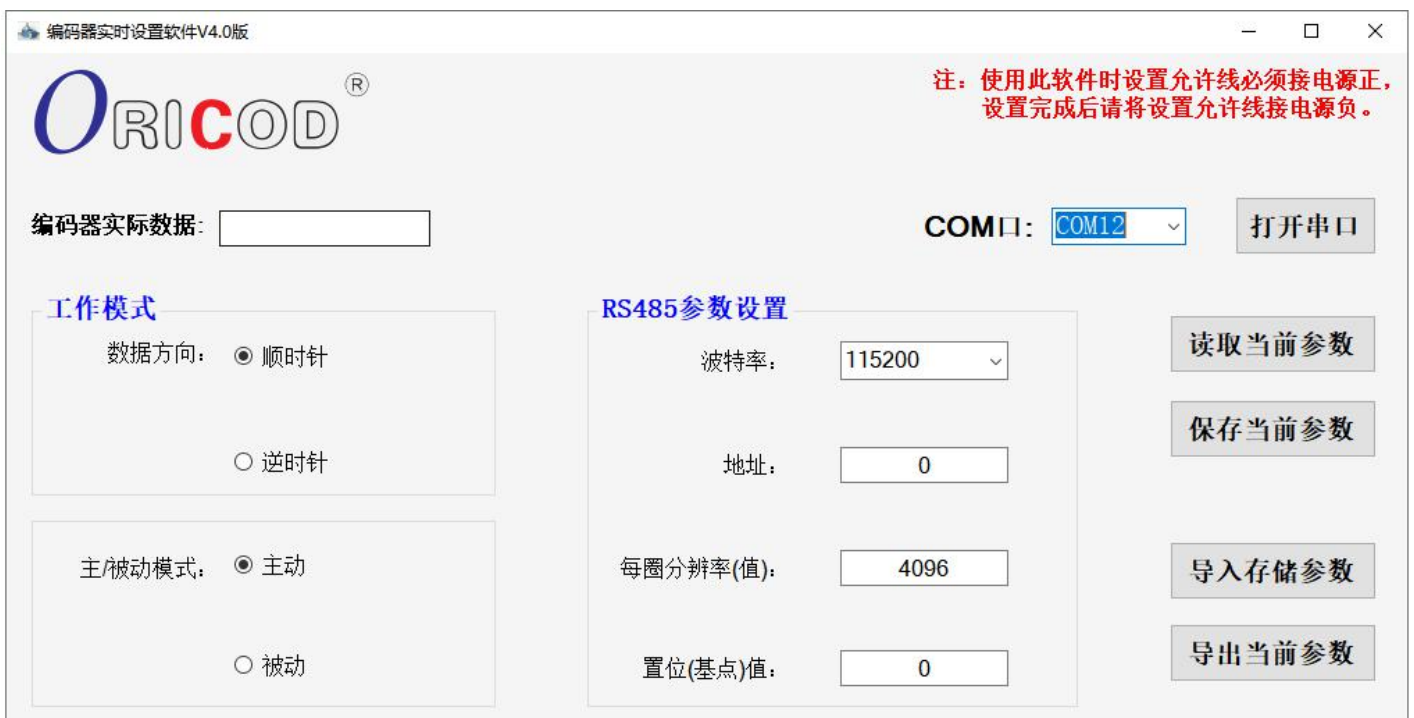 编码器实时设置软件V4.0版
ORICOD®
注：使用此软件时设置允许线必须接电源正，
设置完成后请将设置允许线接电源负。
编码器实际数据:
COM口: COM12 打开串口
工作模式
数据方向： 顺时针
逆时针
主/被动模式： 主动
被动
RS485参数设置
波特率： 115200
地址： 0
每圈分辨率(值)： 4096
置位(基点)值： 0
读取当前参数
保存当前参数
导入存储参数
导出当前参数